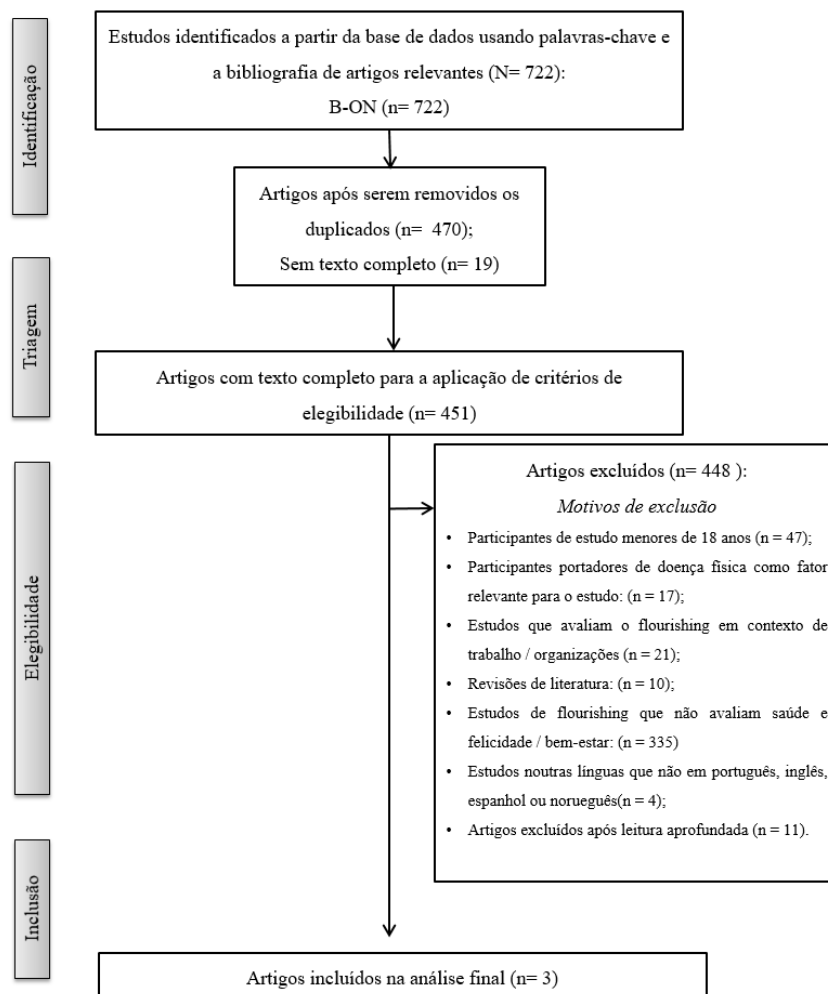 Identificação
Estudos identificados a partir da base de dados usando palavras-chave e
a bibliografia de artigos relevantes (N= 722):
B-ON (n= 722)
Artigos após serem removidos os
duplicados (n= 470);
Sem texto completo (n= 19)
Triagem
Artigos com texto completo para a aplicação de critérios de
elegibilidade (n= 451)
Elegibilidade
Artigos excluídos (n= 448 ):
Motivos de exclusão
• Participantes de estudo menores de 18 anos (n = 47);
• Participantes portadores de doença física como fator
relevante para o estudo: (n = 17);
• Estudos que avaliam o flourishing em contexto de
trabalho / organizações (n = 21);
• Revisões de literatura: (n = 10);
• Estudos de flourishing que não avaliam saúde e
felicidade / bem-estar: (n = 335)
• Estudos noutras línguas que não em português, inglês,
espanhol ou norueguês(n = 4);
• Artigos excluídos após leitura aprofundada (n = 11).
Inclusão
Artigos incluídos na análise final (n= 3)